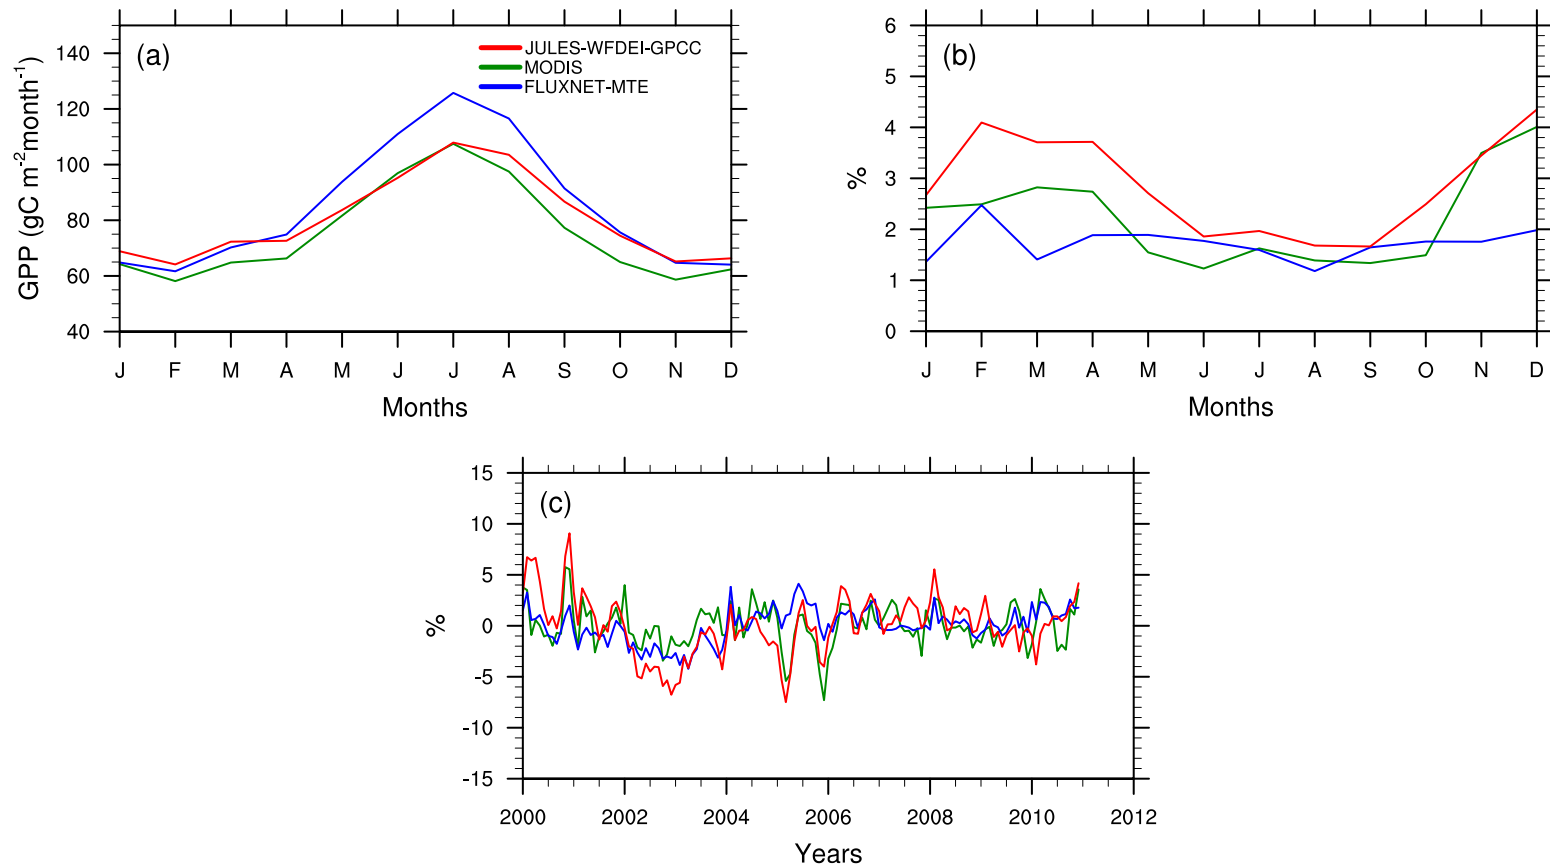 (a)
JULES-WFDEI-GPCC
MODIS
FLUXNET-MTE
GPP (gC m⁻²month⁻¹)
140
120
100
80
60
40
J F M A M J J A S O N D
Months
(b)
%
6
5
4
3
2
1
0
J F M A M J J A S O N D
Months
(c)
%
15
10
5
0
-5
-10
-15
2000 2002 2004 2006 2008 2010 2012
Years